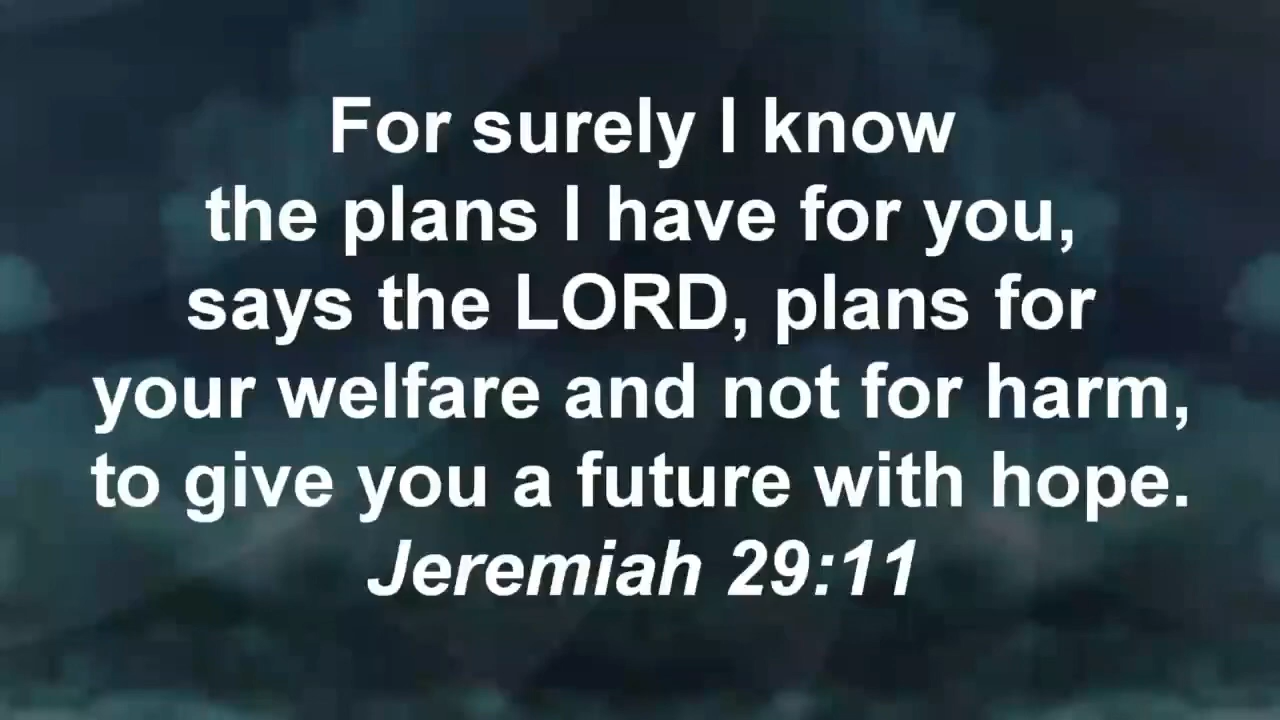 For surely I know
the plans I have for you,
says the LORD, plans for
your welfare and not for harm,
to give you a future with hope.
Jeremiah 29:11